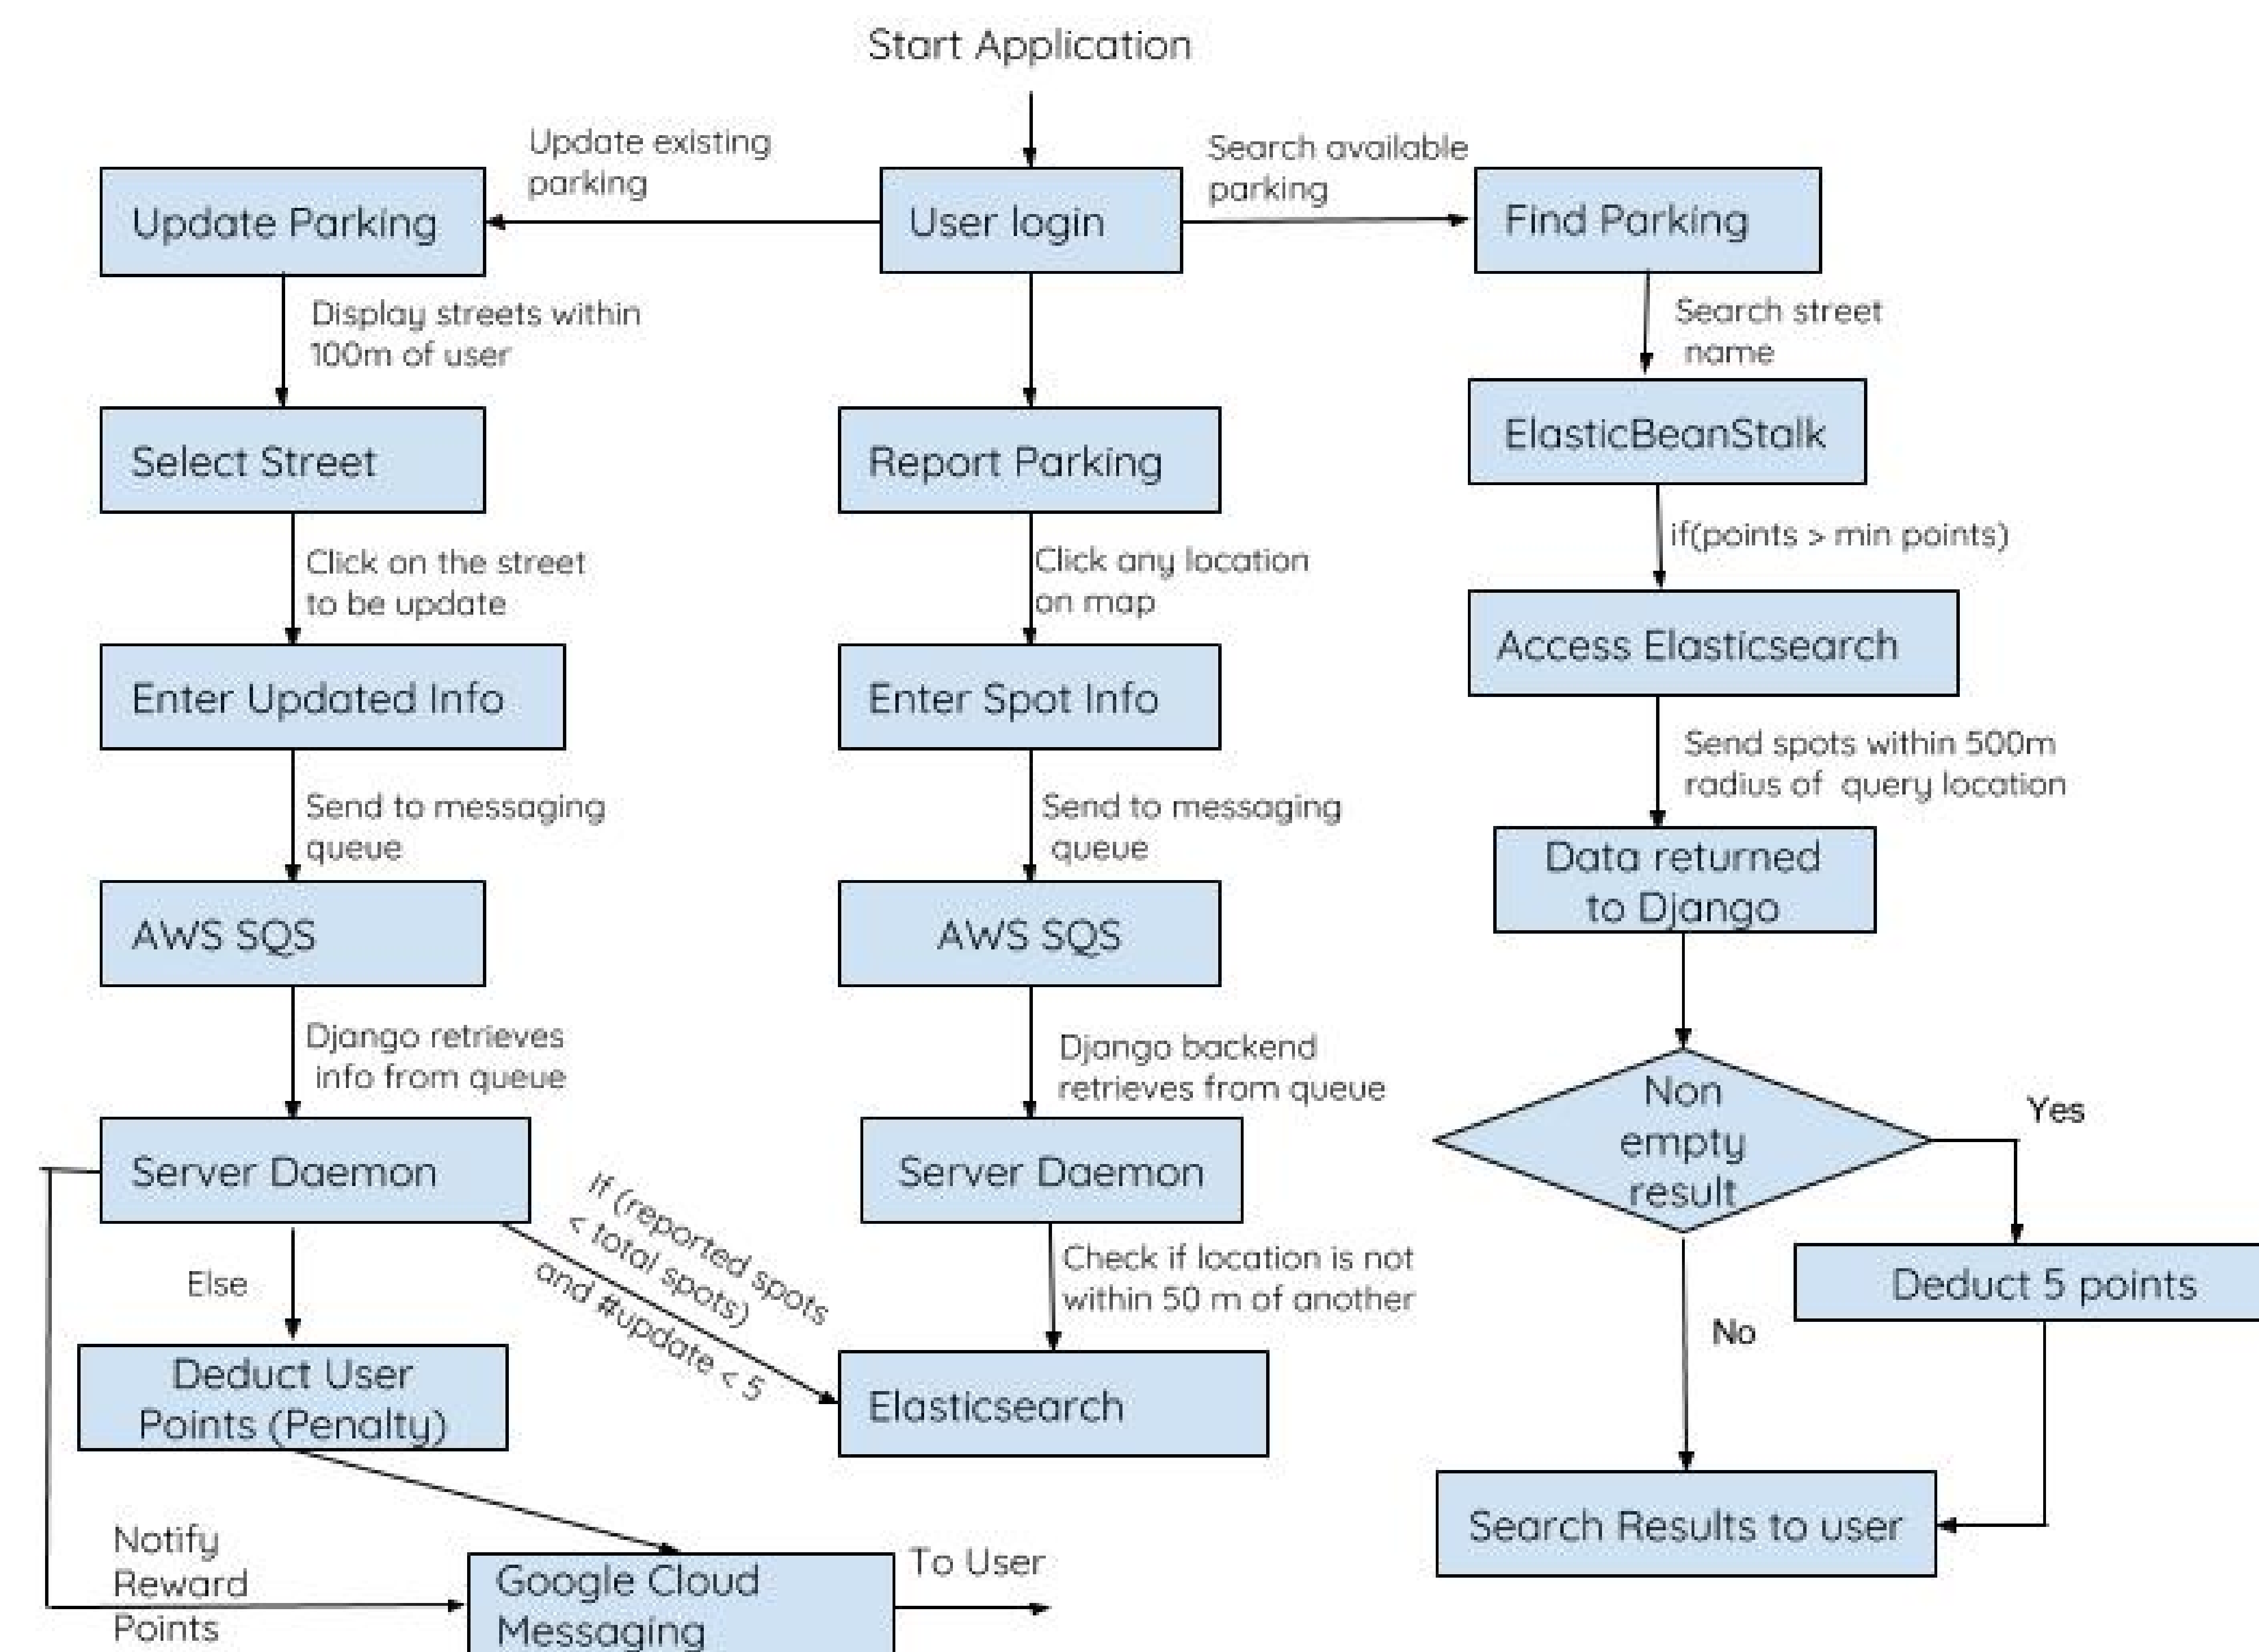 Start Application
Update existing
parking
Search available
parking
Update Parking
User login
Find Parking
Display streets within
100m of user
Search street
name
Select Street
Report Parking
ElasticBeanStalk
Click on the street
to be update
Click any location
on map
if(points > min points)
Enter Updated Info
Enter Spot Info
Access Elasticsearch
Send to messaging
queue
Send to messaging
queue
Send spots within 500m
radius of query location
AWS SQS
AWS SQS
Data returned
to Django
Django retrieves
info from queue
Django backend
retrieves from queue
Non
empty
result
Yes
Server Daemon
Server Daemon
If (reported spots
< total spots)
and #update < 5
Else
Check if location is not
within 50 m of another
Deduct 5 points
No
Deduct User
Points (Penalty)
Elasticsearch
Search Results to user
Notify
Reward
Points
Google Cloud
Messaging
To User